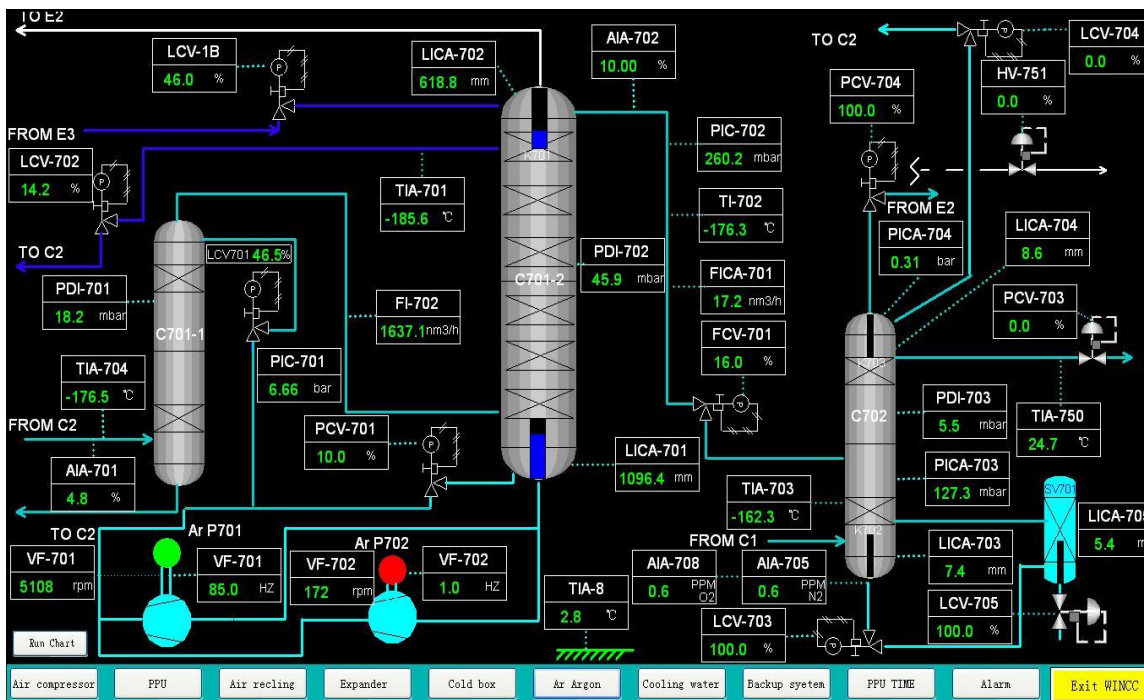 TO E2
LCV-1B
46.0 %
LICA-702
618.8 mm
AIA-702
10.00 %
TO C2
LCV-704
0.0 %
PCV-704
100.0 %
HV-751
0.0 %
FROM E3
LCV-702
14.2 %
PIC-702
260.2 mbar
K701
TIA-701
-185.6 ℃
TI-702
-176.3 ℃
FROM E2
PICA-704
0.31 bar
LICA-704
8.6 mm
TO C2
LCV701 46.5%
PDI-701
18.2 mbar
C701-1
C701-2
PDI-702
45.9 mbar
FICA-701
17.2 nm3/h
PCV-703
0.0 %
FI-702
1637.1 nm3/h
FCV-701
16.0 %
TIA-704
-176.5 ℃
PIC-701
6.66 bar
K703
C702
PDI-703
5.5 mbar
TIA-750
24.7 ℃
FROM C2
PCV-701
10.0 %
LICA-701
1096.4 mm
PICA-703
127.3 mbar
AIA-701
4.8 %
TIA-703
-162.3 ℃
SV701
LICA-705
5.4 m
TO C2
Ar P701
Ar P702
FROM C1
K702
LICA-703
7.4 mm
VF-701
5108 rpm
VF-701
85.0 HZ
VF-702
172 rpm
VF-702
1.0 HZ
TIA-8
2.8 ℃
AIA-708
0.6 PPM O2
AIA-705
0.6 PPM N2
LCV-705
100.0 %
LCV-703
100.0 %
P
P
P
P
P
P
P
P
Run Chart
Air compressor
PPU
Air recling
Expander
Cold box
Ar Argon
Cooling water
Backup syetem
PPU TIME
Alarm
Exit WINCC